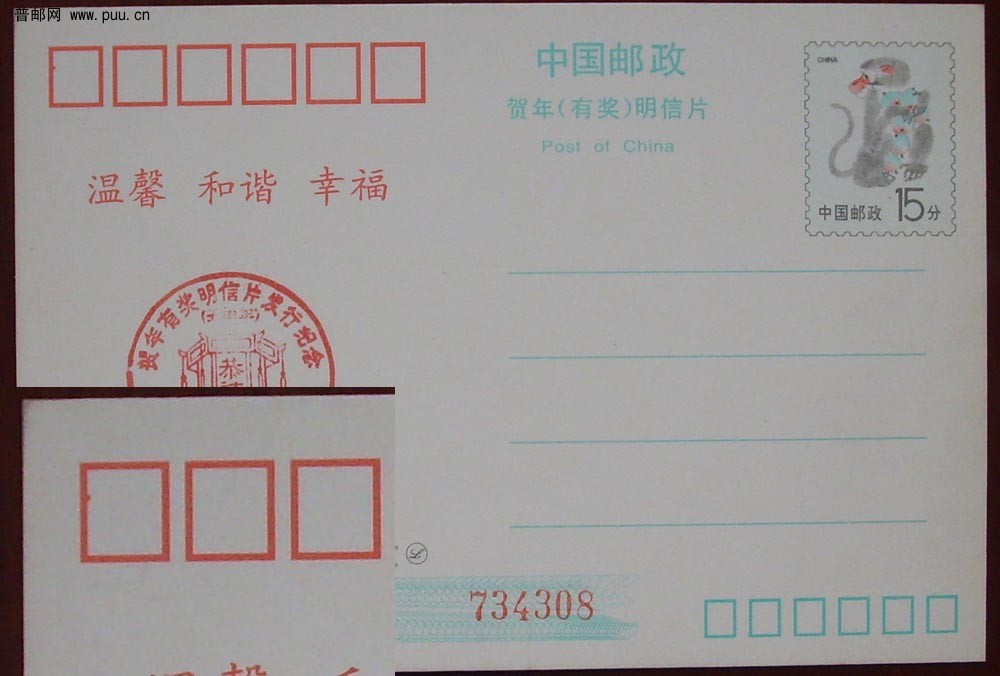 普邮网 www.puu.cn
中国邮政
贺年(有奖)明信片
Post of China
CHINA
中国邮政 15分
温馨 和谐 幸福
贺年有奖明信片发行纪念
恭
734308